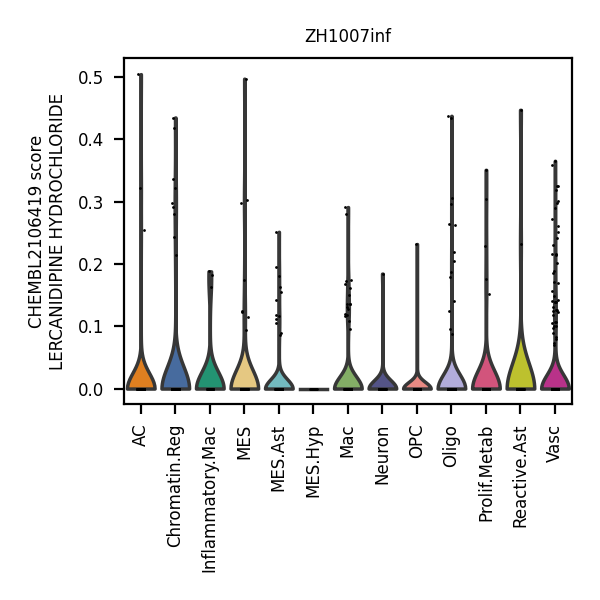 ZH1007inf
CHEMBL2106419 score
LERCANIDIPINE HYDROCHLORIDE
0.5
0.4
0.3
0.2
0.1
0.0
AC
Chromatin.Reg
Inflammatory.Mac
MES
MES.Ast
MES.Hyp
Mac
Neuron
OPC
Oligo
Prolif.Metab
Reactive.Ast
Vasc